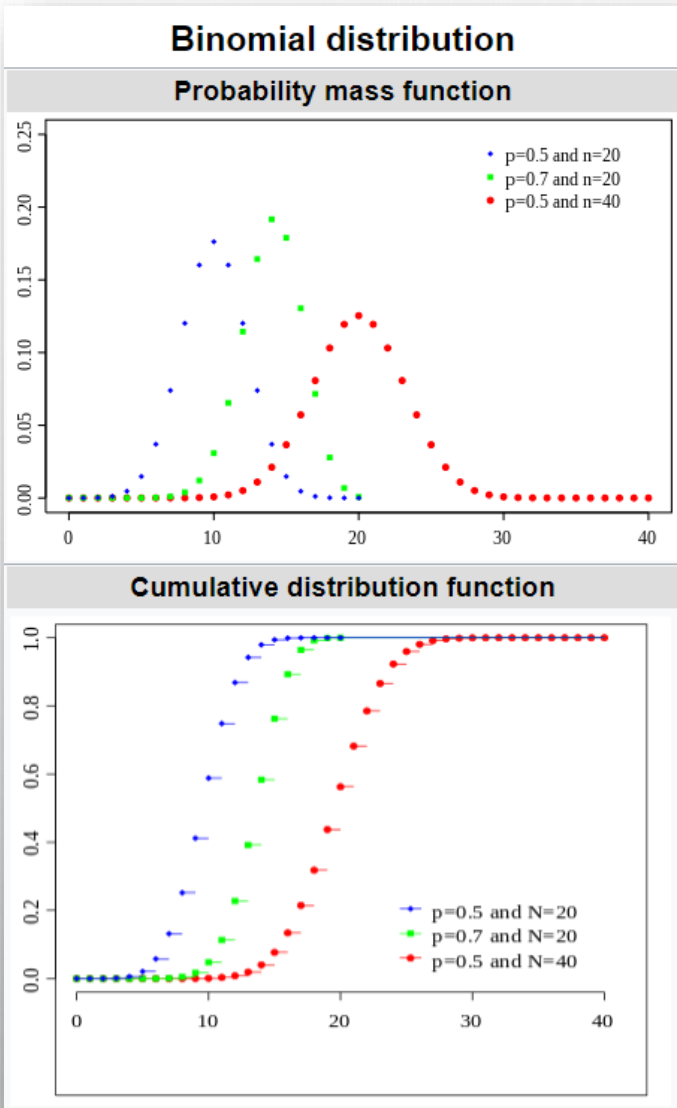 Binomial distribution
Probability mass function
0.25
0.20
0.15
0.10
0.05
0.00
p=0.5 and n=20
p=0.7 and n=20
p=0.5 and n=40
0 10 20 30 40
Cumulative distribution function
1.0
0.8
0.6
0.4
0.2
0.0
p=0.5 and N=20
p=0.7 and N=20
p=0.5 and N=40
0 10 20 30 40